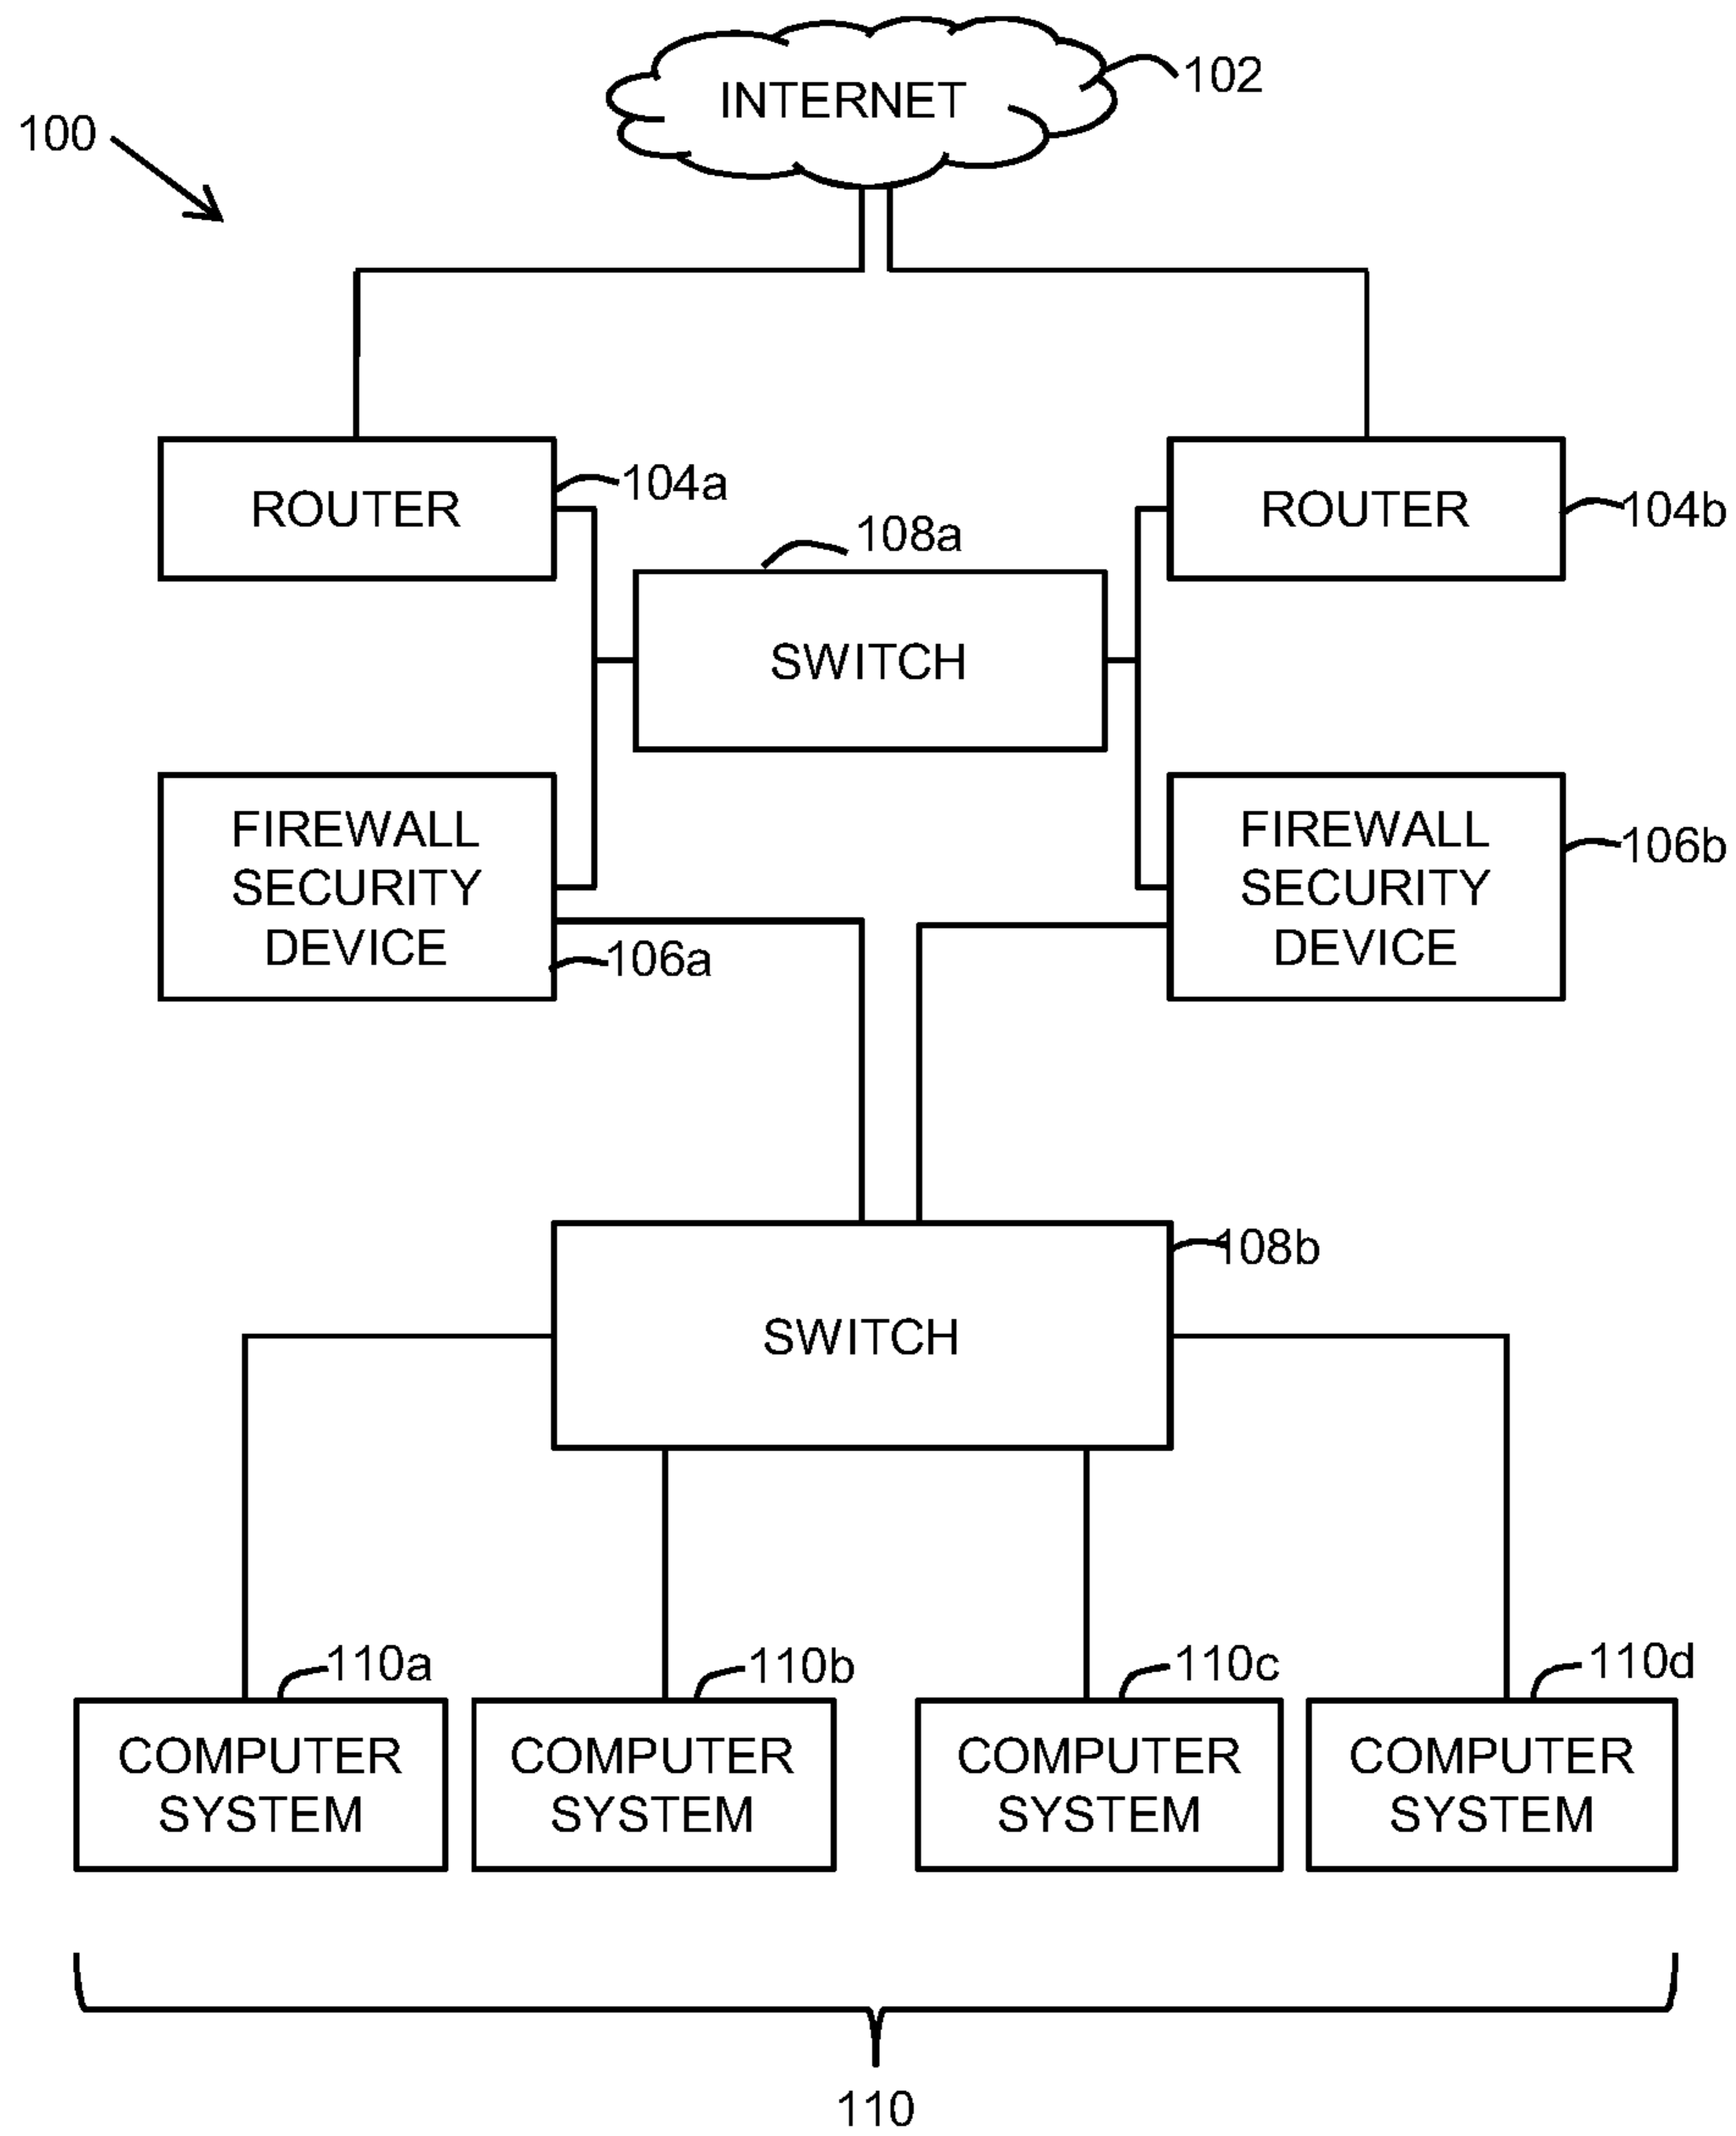 INTERNET
102
100
ROUTER
104a
ROUTER
104b
108a
SWITCH
FIREWALL
SECURITY
DEVICE
106a
FIREWALL
SECURITY
DEVICE
106b
108b
SWITCH
110a
110b
110c
110d
COMPUTER
SYSTEM
COMPUTER
SYSTEM
COMPUTER
SYSTEM
COMPUTER
SYSTEM
110